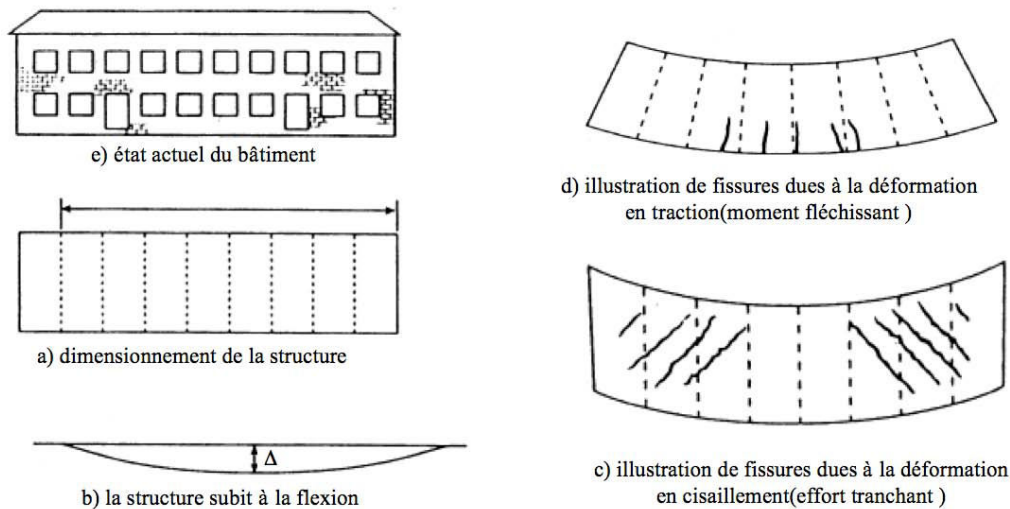 e) état actuel du bâtiment
a) dimensionnement de la structure
Δ
b) la structure subit à la flexion
d) illustration de fissures dues à la déformation
en traction(moment fléchissant )
c) illustration de fissures dues à la déformation
en cisaillement(effort tranchant )